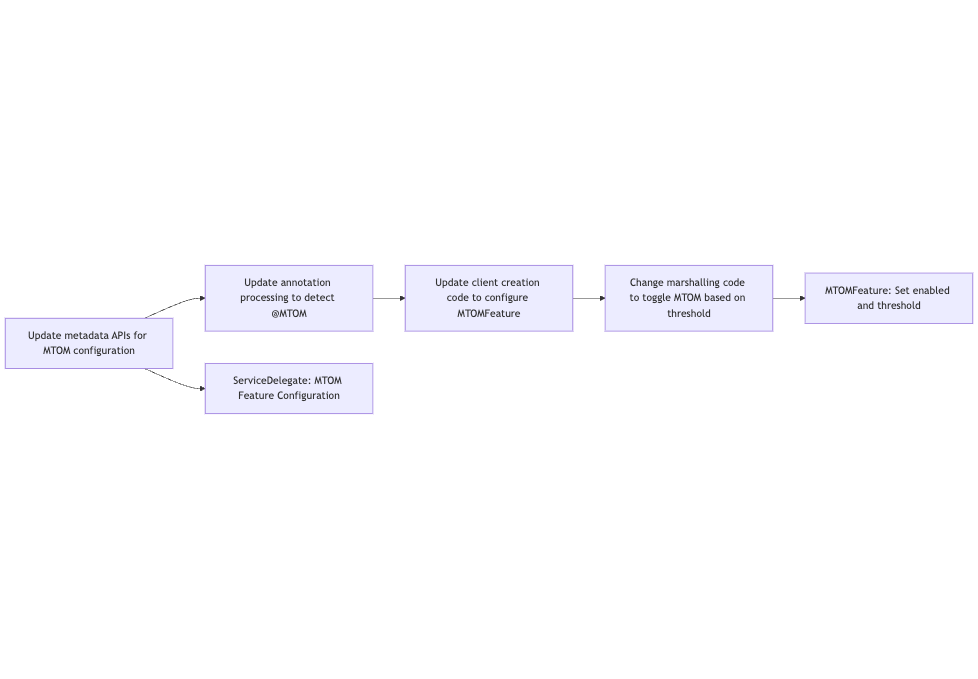 Update metadata APIs for
MTOM configuration
Update annotation
processing to detect
@MTOM
ServiceDelegate: MTOM
Feature Configuration
Update client creation
code to configure
MTOMFeature
Change marshalling code
to toggle MTOM based on
threshold
MTOMFeature: Set enabled
and threshold